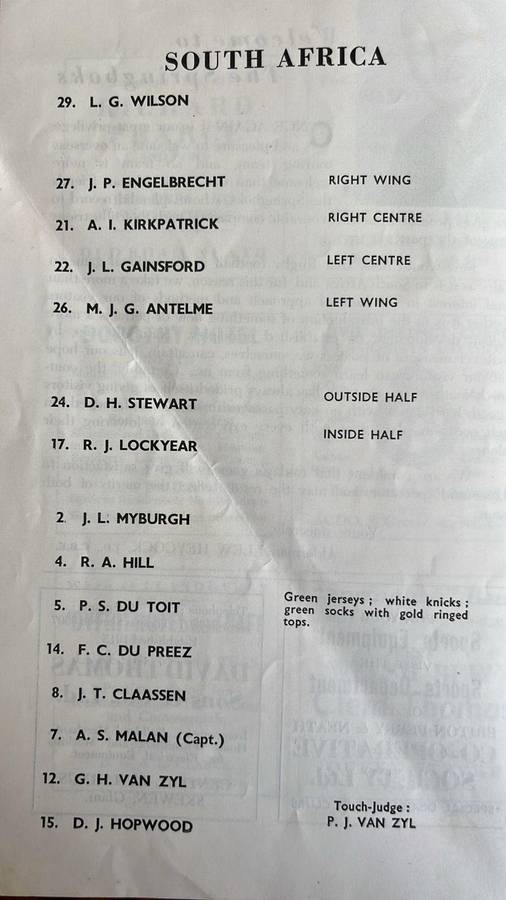 SOUTH AFRICA
29. L. G. WILSON
27. J. P. ENGELBRECHT RIGHT WING
21. A. I. KIRKPATRICK RIGHT CENTRE
22. J. L. GAINSFORD LEFT CENTRE
26. M. J. G. ANTELME LEFT WING
24. D. H. STEWART OUTSIDE HALF
17. R. J. LOCKYEAR INSIDE HALF
2. J. L. MYBURGH
4. R. A. HILL
5. P. S. DU TOIT
Green jerseys ; white knicks ;
green socks with gold ringed
tops.
14. F. C. DU PREEZ
8. J. T. CLAASSEN
7. A. S. MALAN (Capt.)
12. G. H. VAN ZYL
15. D. J. HOPWOOD
Touch-Judge :
P. J. VAN ZYL